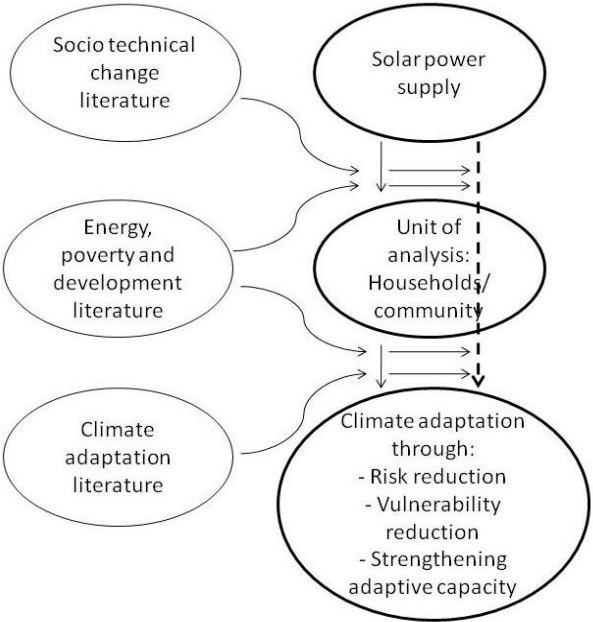 Socio technical
change
literature
Solar power
supply
Energy,
poverty and
development
literature
Unit of
analysis:
Households/
community
Climate
adaptation
literature
Climate adaptation
through:
- Risk reduction
- Vulnerability
reduction
- Strengthening
adaptive capacity